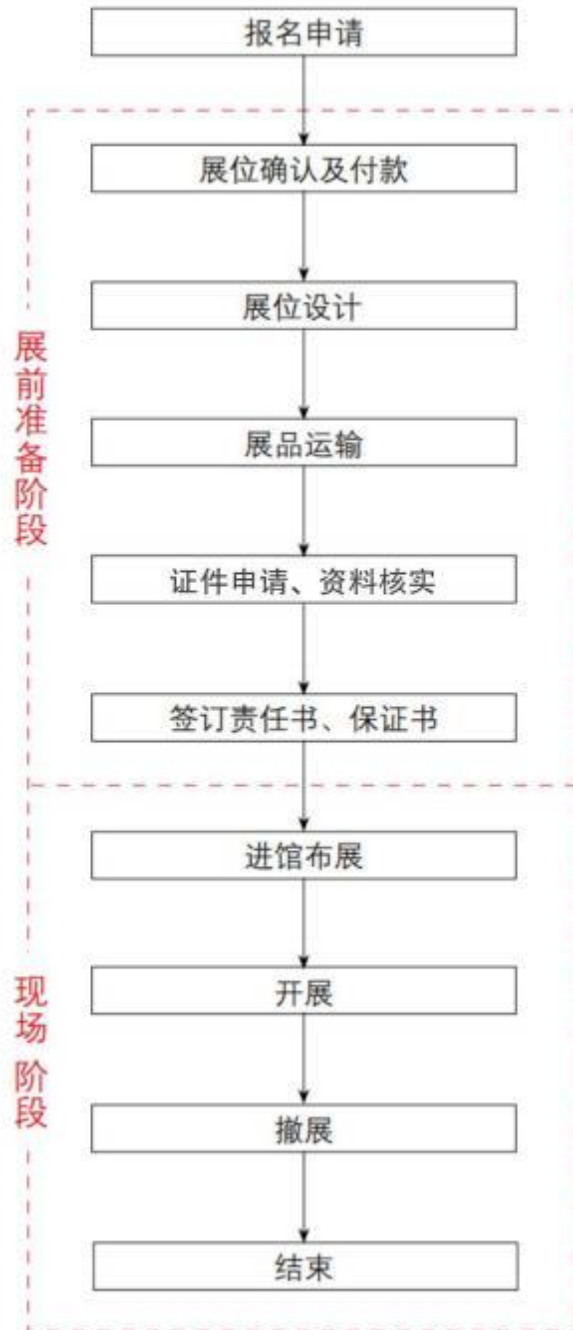 报名申请
展位确认及付款
展位设计
展品运输
证件申请、资料核实
签订责任书、保证书
展前准备阶段
进馆布展
开展
撤展
结束
现场 阶段